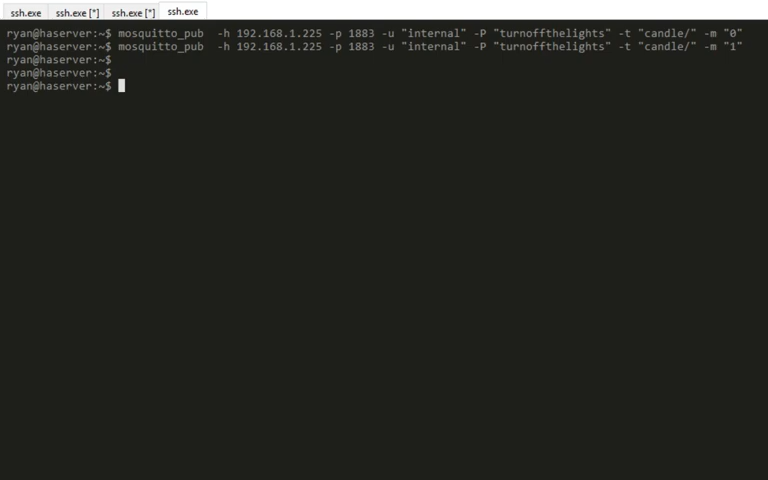 ssh.exe ssh.exe [*] ssh.exe [*] ssh.exe
ryan@haserver:~$ mosquitto_pub  -h 192.168.1.225 -p 1883 -u "internal" -P "turnoffthelights" -t "candle/" -m "0"
ryan@haserver:~$ mosquitto_pub  -h 192.168.1.225 -p 1883 -u "internal" -P "turnoffthelights" -t "candle/" -m "1"
ryan@haserver:~$
ryan@haserver:~$
ryan@haserver:~$